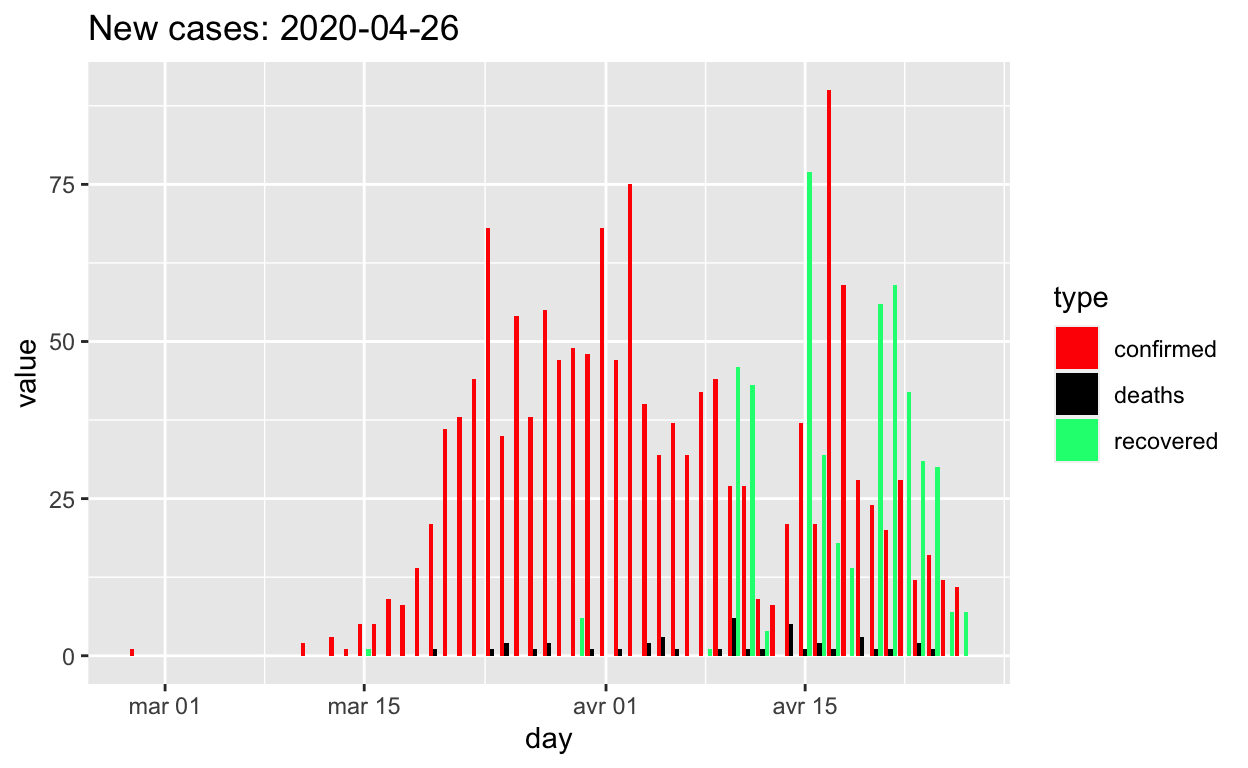 New cases: 2020-04-26
value
75
50
25
0
mar 01
mar 15
avr 01
avr 15
day
type
confirmed
deaths
recovered